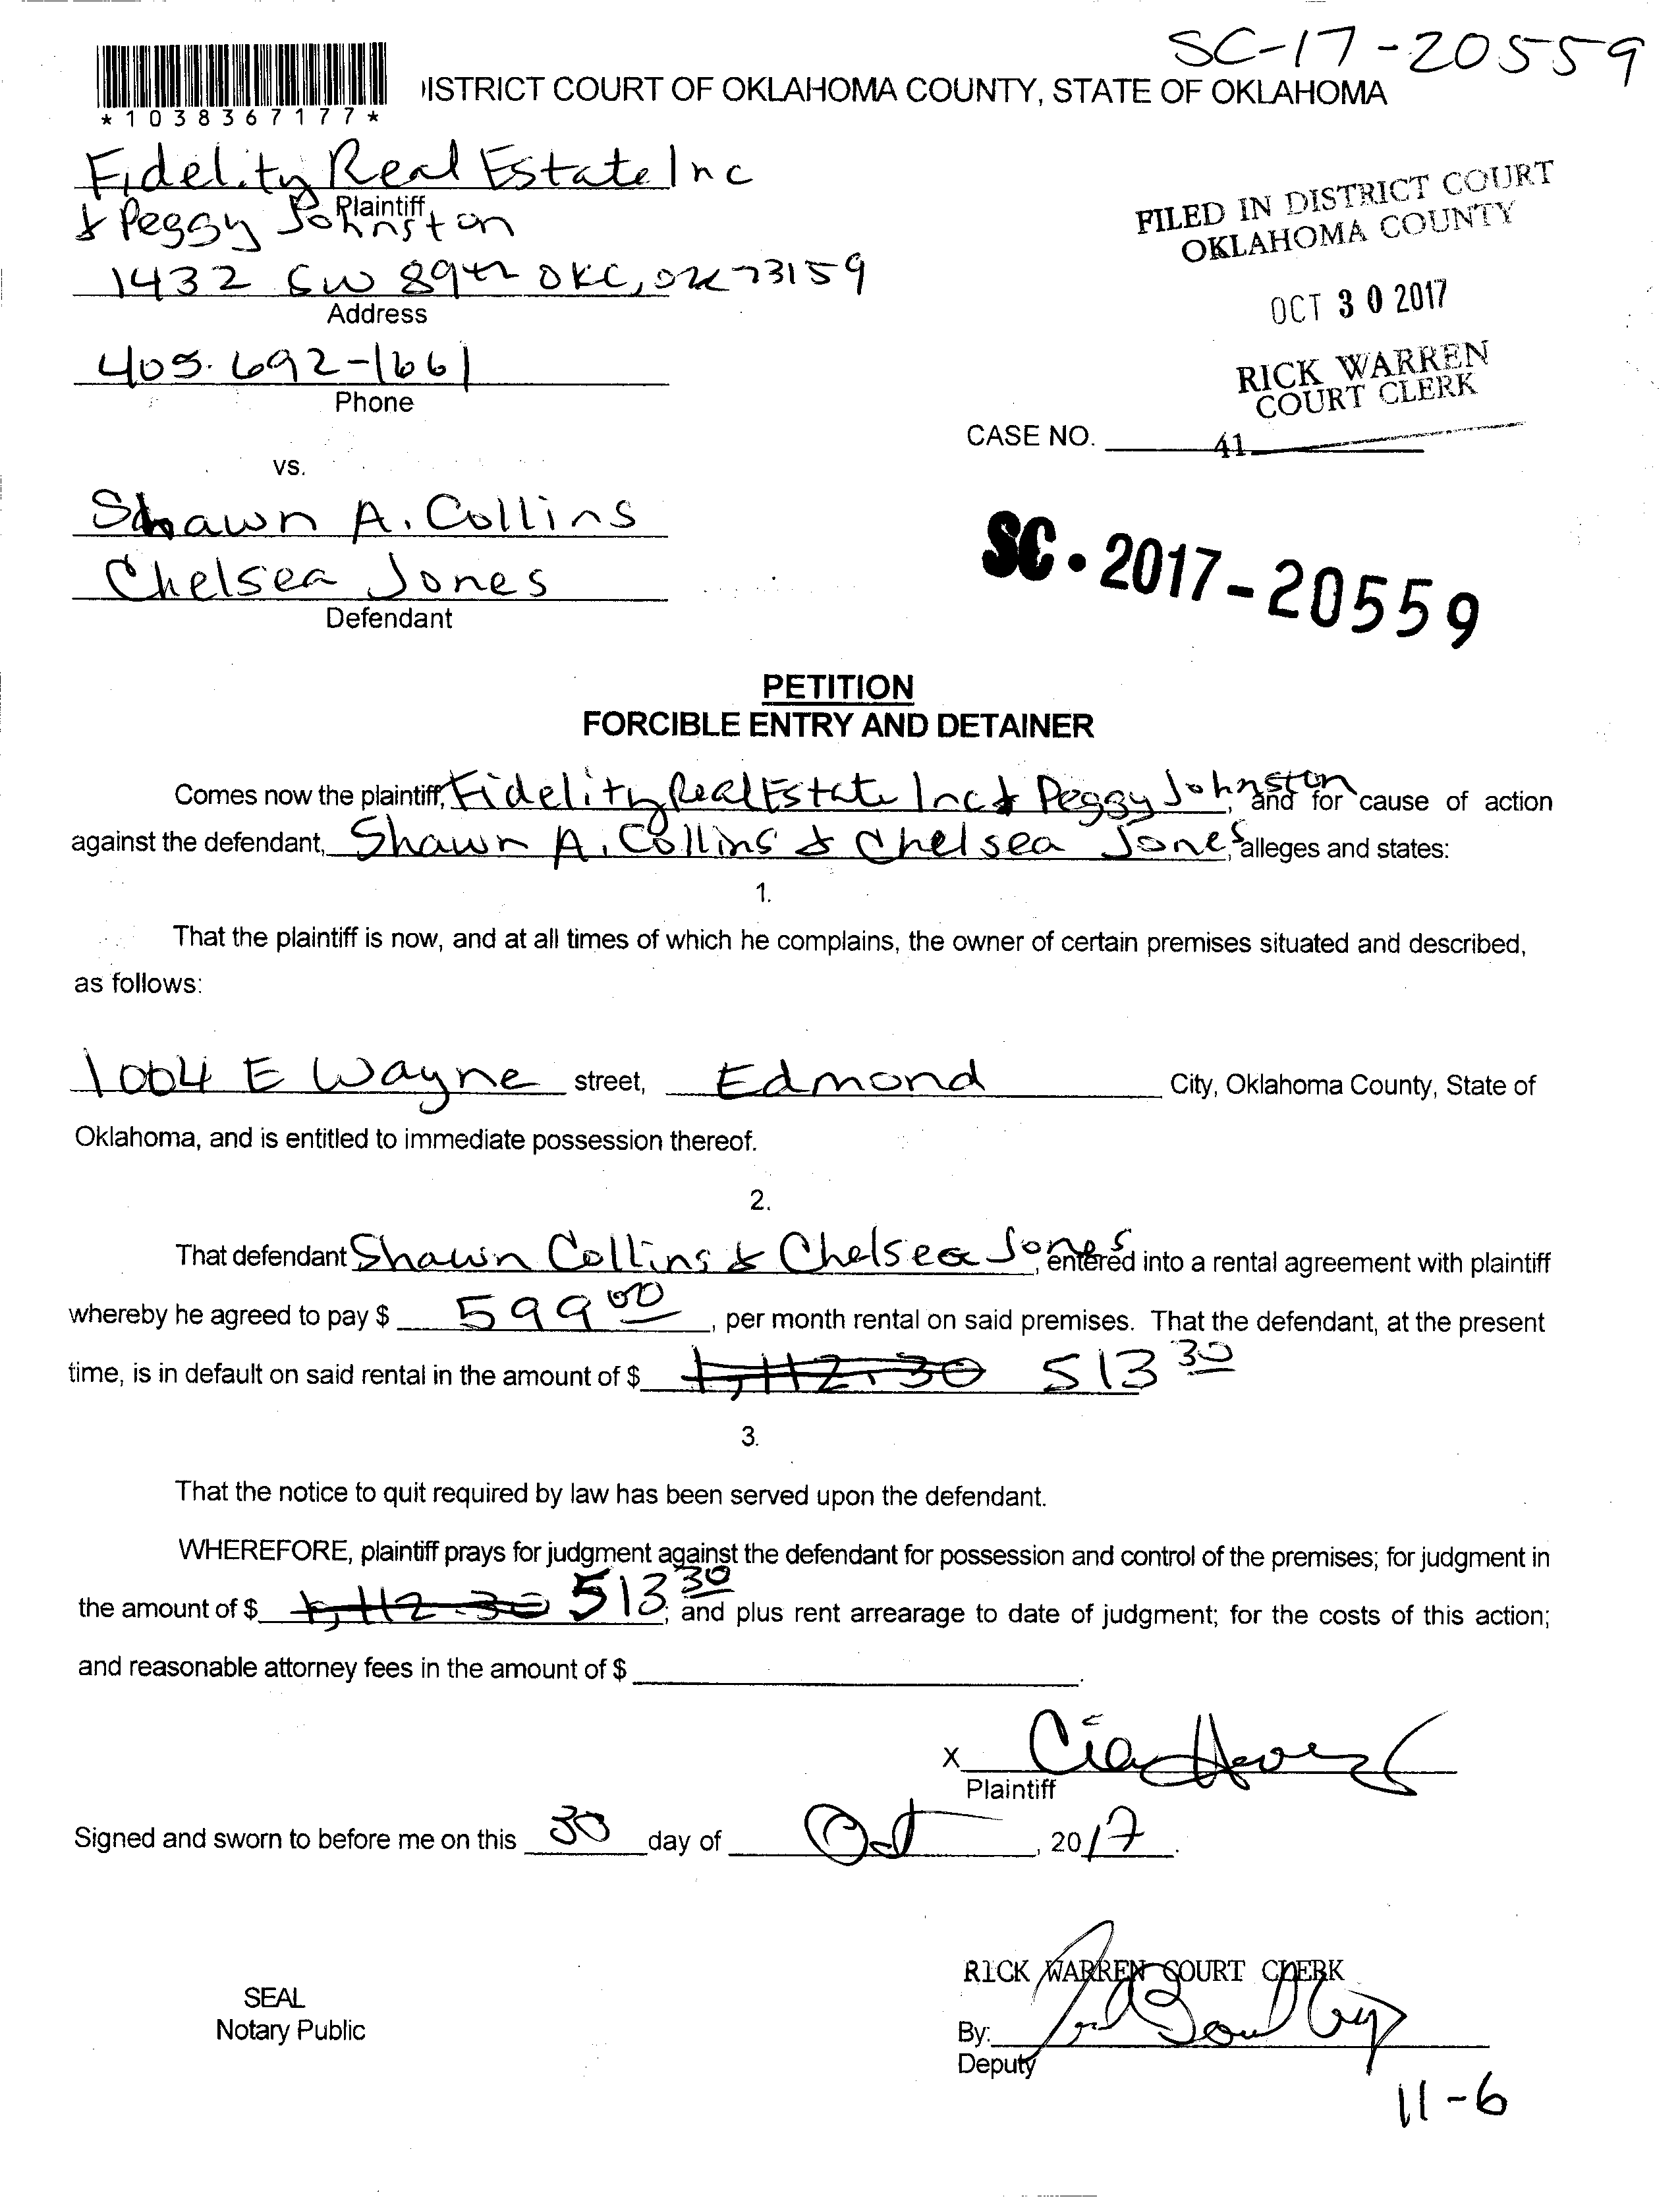 SC-17-20559
ISTRICT COURT OF OKLAHOMA COUNTY, STATE OF OKLAHOMA
*1038367177*
Fidelity Real Estate Inc
Plaintiff
& Peggy Johnston
1432 SW 89th OKC, OK 73159
Address
405.692-1661
Phone
FILED IN DISTRICT COURT
OKLAHOMA COUNTY
OCT 30 2017
RICK WARREN
COURT CLERK
CASE NO. 41
vs.
Shawn A. Collins
Chelsea Jones
Defendant
SC • 2017-20559
PETITION
FORCIBLE ENTRY AND DETAINER
Comes now the plaintiff, Fidelity Real Estate Inc & Peggy Johnston, and for cause of action
against the defendant, Shawn A. Collins & Chelsea Jones, alleges and states:
1.
That the plaintiff is now, and at all times of which he complains, the owner of certain premises situated and described,
as follows:
1004 E Wayne street, Edmond City, Oklahoma County, State of
Oklahoma, and is entitled to immediate possession thereof.
2.
That defendant Shawn Collins & Chelsea Jones, entered into a rental agreement with plaintiff
whereby he agreed to pay $ 599 00, per month rental on said premises. That the defendant, at the present
time, is in default on said rental in the amount of $ 1,112.30 513 30
3.
That the notice to quit required by law has been served upon the defendant.
WHEREFORE, plaintiff prays for judgment against the defendant for possession and control of the premises; for judgment in
the amount of $ 1,112.30 513 30; and plus rent arrearage to date of judgment; for the costs of this action;
and reasonable attorney fees in the amount of $ .
X
Plaintiff
Signed and sworn to before me on this 30 day of Oct, 2017.
SEAL
Notary Public
RICK WARREN COURT CLERK
By:
Deputy
11-6